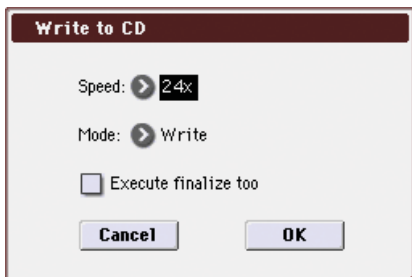 Write to CD
Speed: 24x
Mode: Write
Execute finalize too
Cancel OK